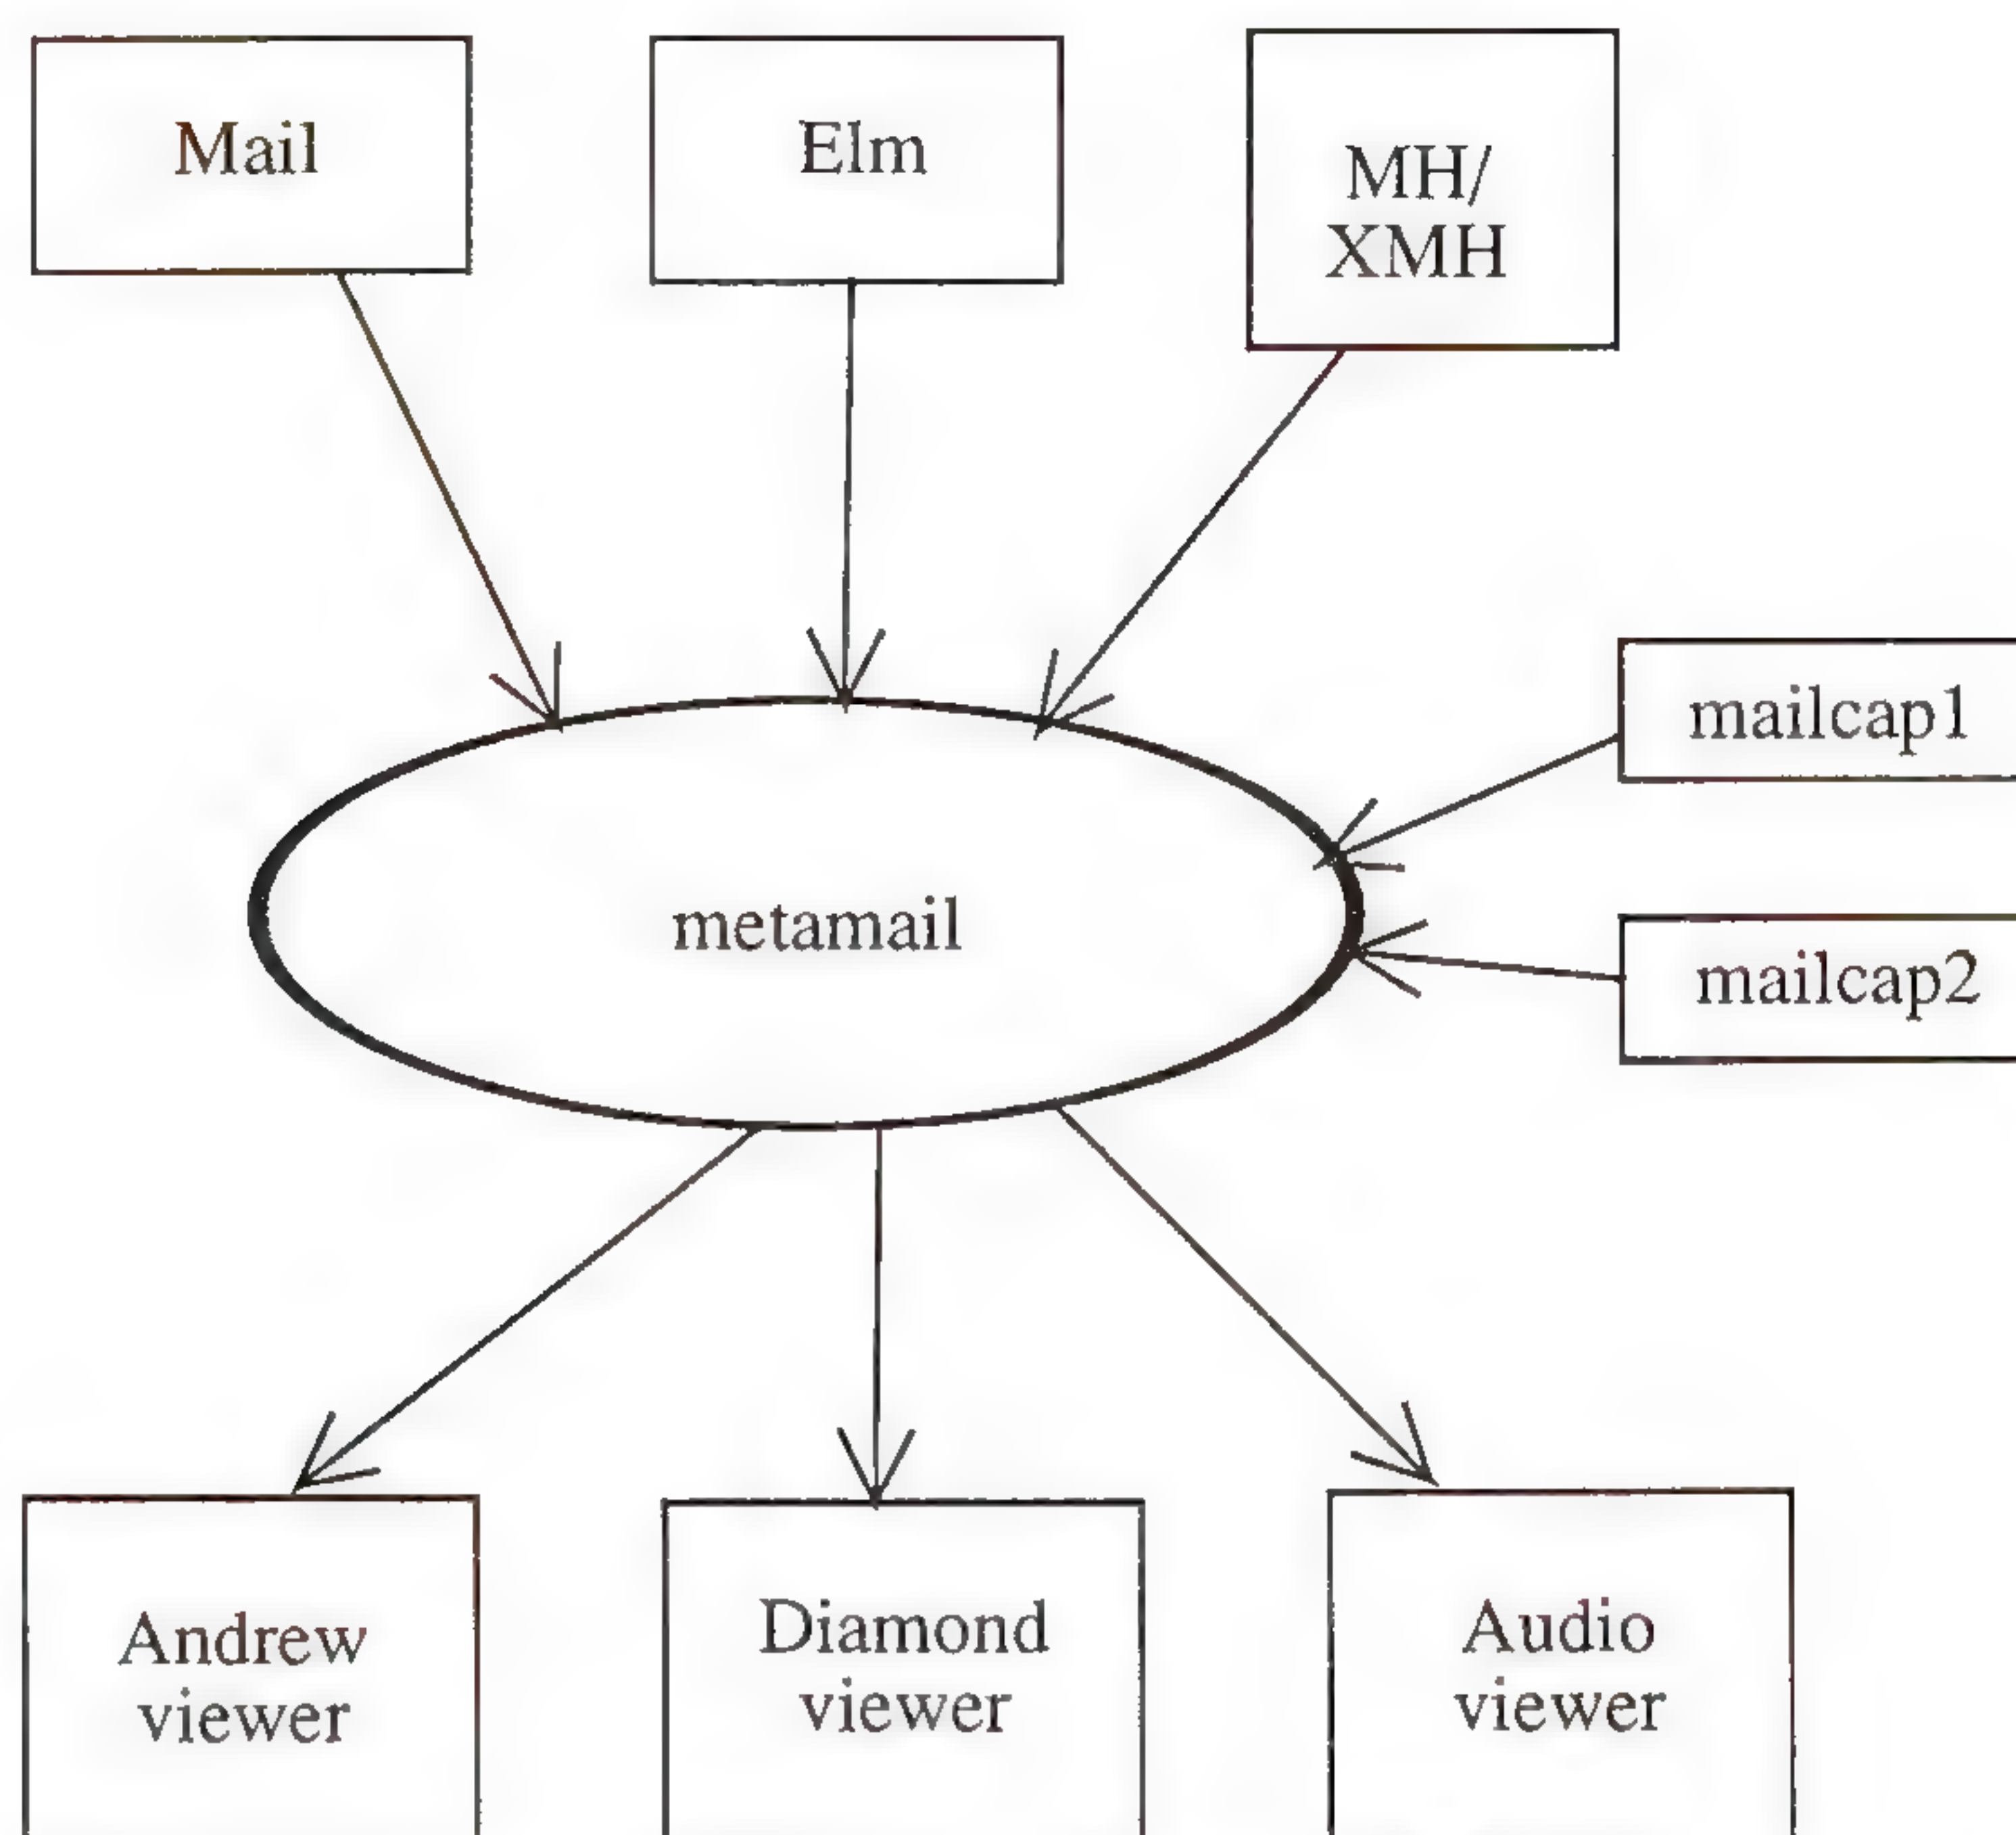 Mail
Elm
MH/
XMH
mailcap1
metamail
mailcap2
Andrew
viewer
Diamond
viewer
Audio
viewer